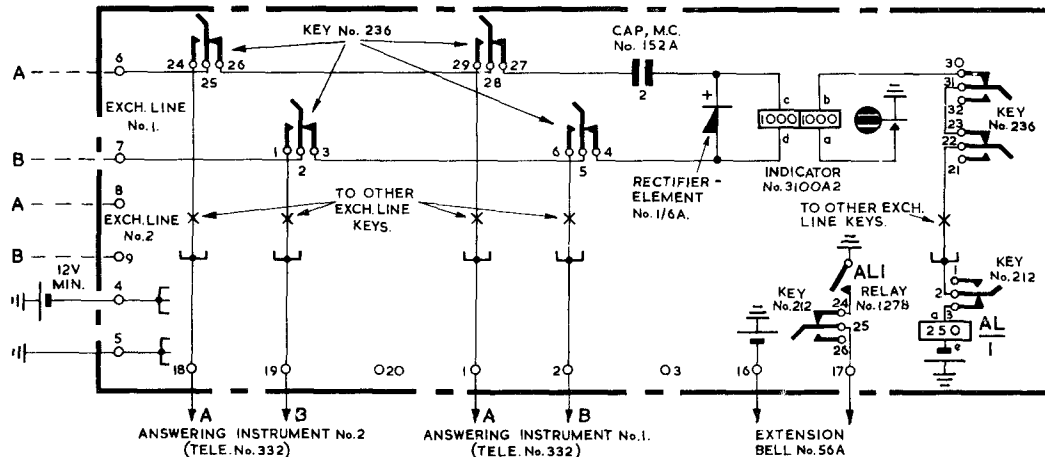 KEY No. 236
CAP, M.C.
No. 152A
6
24
26
25
29
27
28
2
A
EXCH. LINE
No. 1.
7
B
8
A
EXCH. LINE
No. 2
B
9
1
3
2
6
4
5
+
c
b
1000
1000
d
a
RECTIFIER-
ELEMENT
No. 1/6A.
INDICATOR
No. 3100A2
30
31
32
23
22
21
KEY
No. 236
TO OTHER
EXCH. LINE
KEYS.
TO OTHER EXCH.
LINE KEYS.
12V
MIN.
4
5
AL1
RELAY
No. 127B
KEY
No. 212
24
25
26
KEY
No. 212
1
2
3
a
250
e
AL
1
18
19
20
1
2
3
16
17
A
B
A
B
ANSWERING INSTRUMENT No. 2
(TELE. No. 332)
ANSWERING INSTRUMENT No. 1.
(TELE. No. 332)
EXTENSION
BELL No. 56A